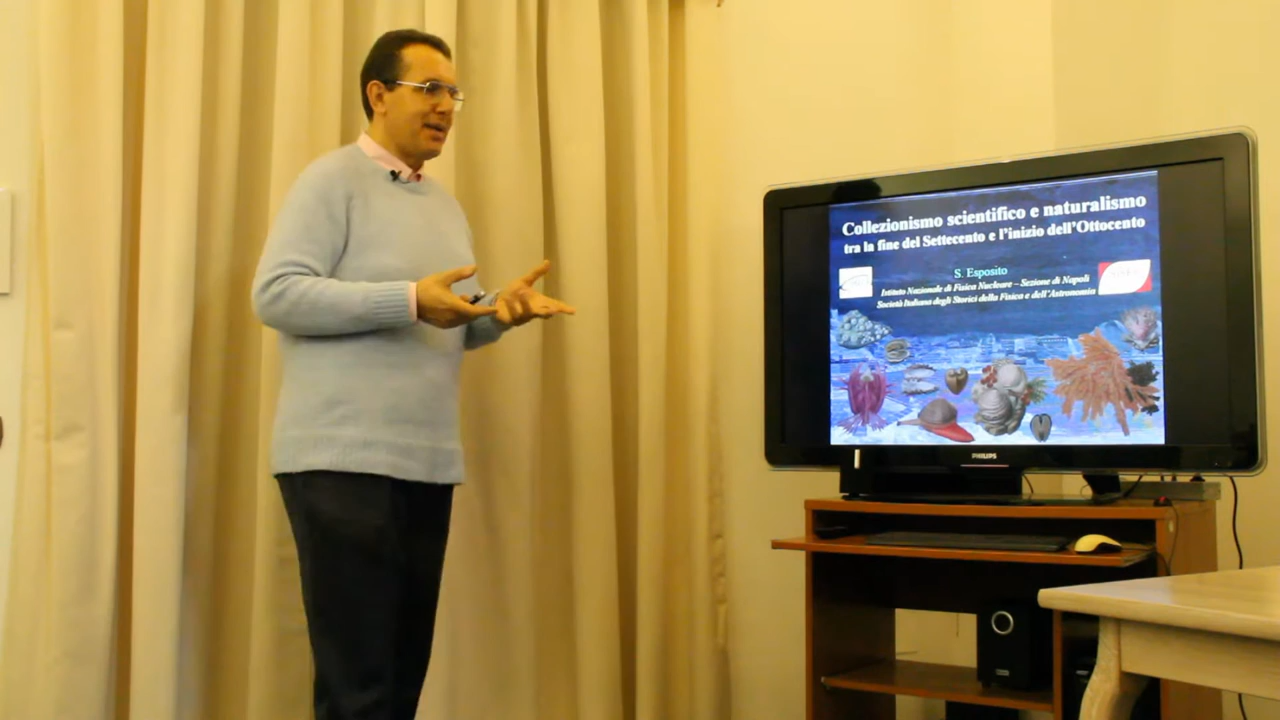 Collezionismo scientifico e naturalismo
tra la fine del Settecento e l'inizio dell'Ottocento
S. Esposito
Istituto Nazionale di Fisica Nucleare – Sezione di Napoli
Società Italiana degli Storici della Fisica e dell'Astronomia
PHILIPS